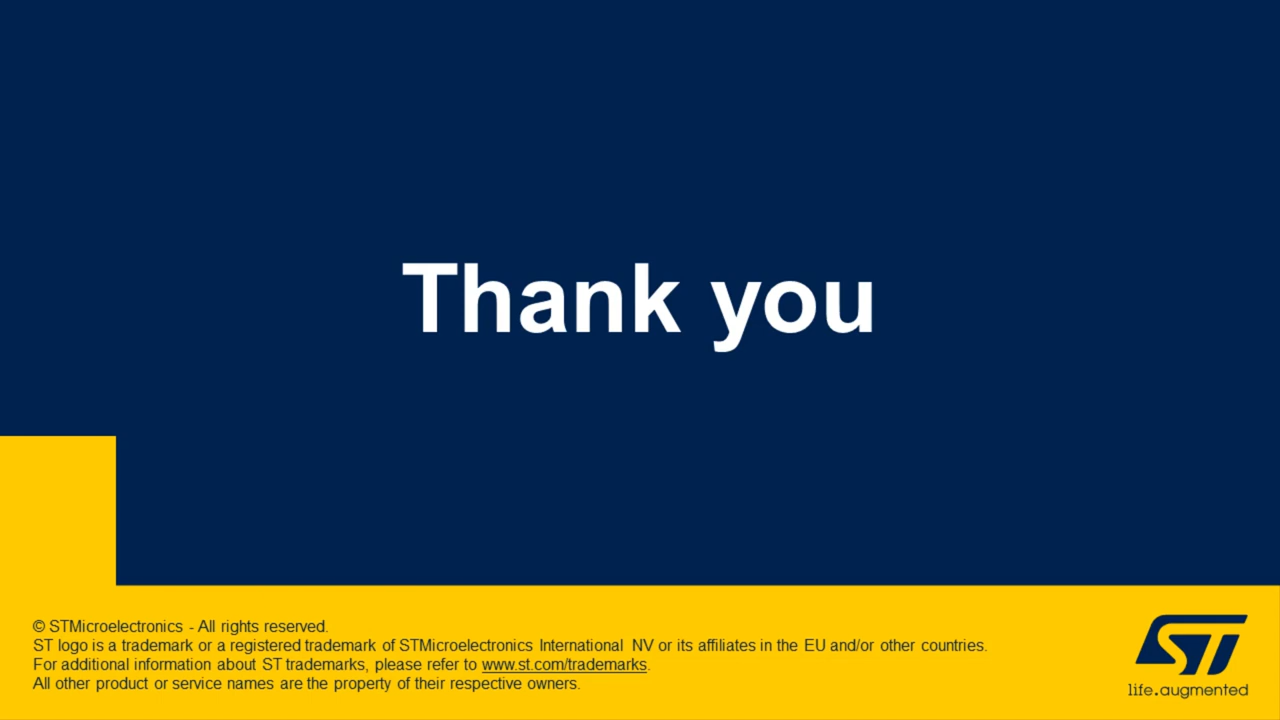 Thank you
© STMicroelectronics - All rights reserved.
ST logo is a trademark or a registered trademark of STMicroelectronics International NV or its affiliates in the EU and/or other countries.
For additional information about ST trademarks, please refer to www.st.com/trademarks.
All other product or service names are the property of their respective owners.
ST
life.augmented